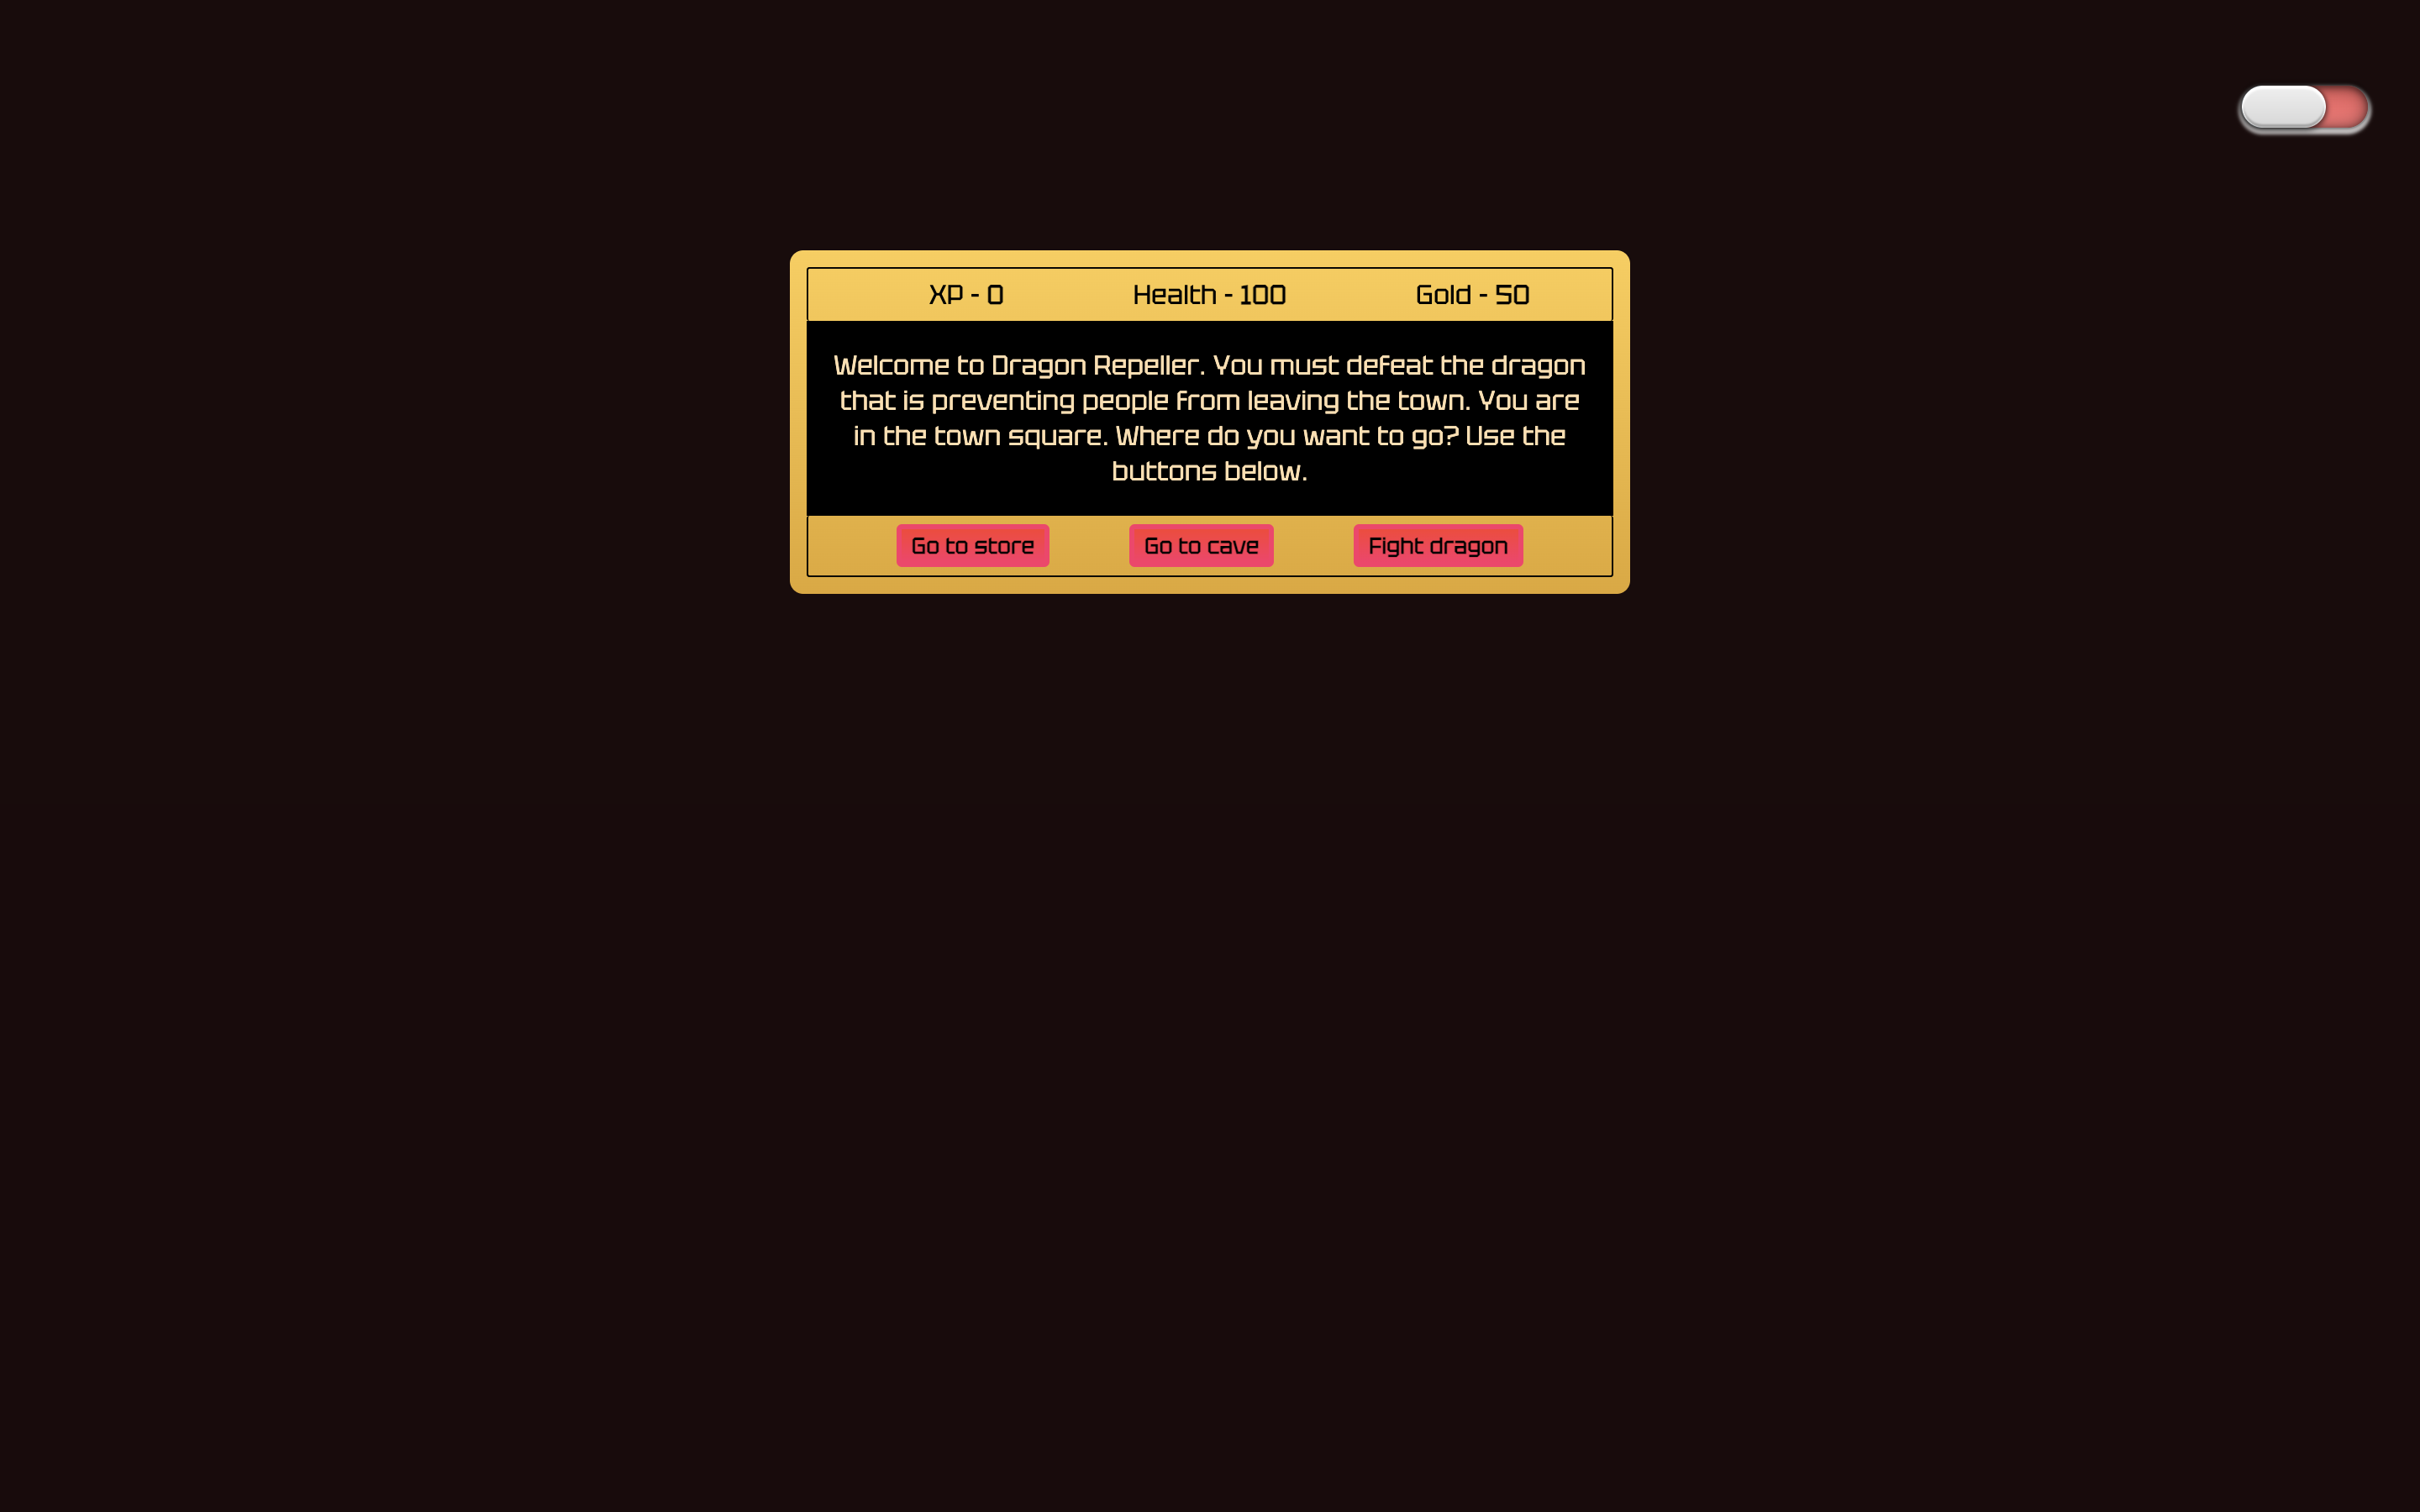 XP - 0 Health - 100 Gold - 50
Welcome to Dragon Repeller. You must defeat the dragon
that is preventing people from leaving the town. You are
in the town square. Where do you want to go? Use the
buttons below.
Go to store Go to cave Fight dragon